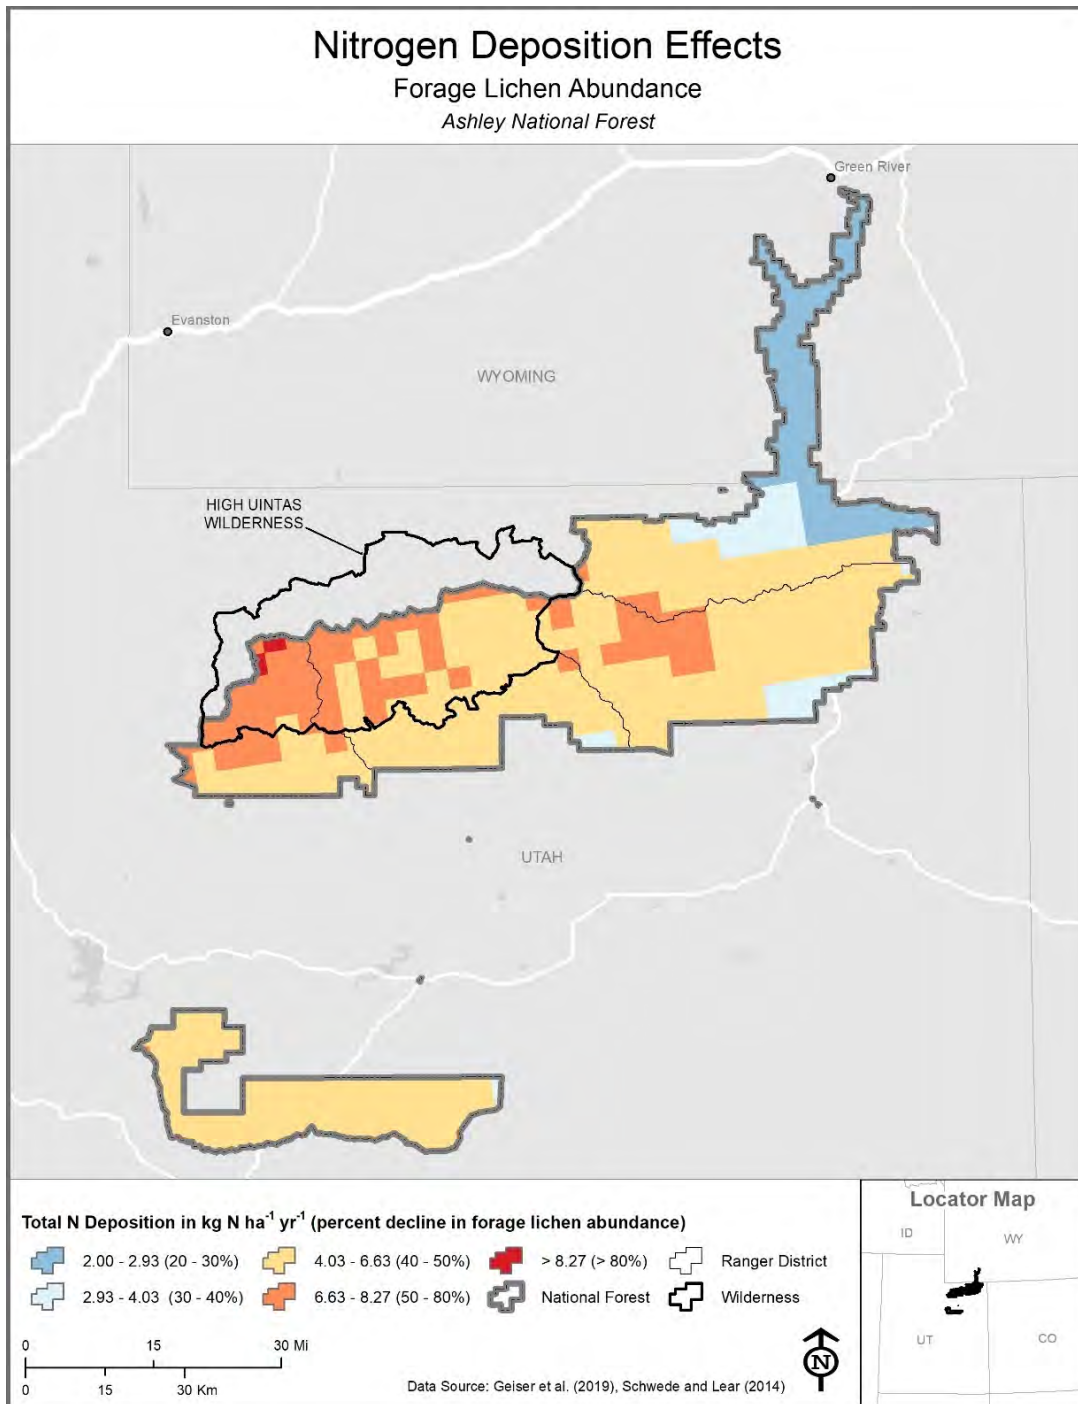 Nitrogen Deposition Effects
Forage Lichen Abundance
Ashley National Forest
Green River
Evanston
WYOMING
HIGH UINTAS
WILDERNESS
UTAH
Total N Deposition in kg N ha⁻¹ yr⁻¹ (percent decline in forage lichen abundance)
2.00 - 2.93 (20 - 30%)
4.03 - 6.63 (40 - 50%)
> 8.27 (> 80%)
Ranger District
2.93 - 4.03 (30 - 40%)
6.63 - 8.27 (50 - 80%)
National Forest
Wilderness
0 15 30 Mi
0 15 30 Km
N
Data Source: Geiser et al. (2019), Schwede and Lear (2014)
Locator Map
ID
WY
UT
CO